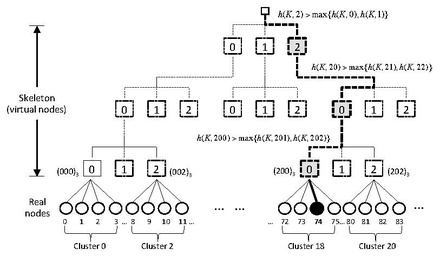 h(K, 2) > max{h(K, 0), h(K, 1)}
0 1 2
h(K, 20) > max{h(K, 21), h(K, 22)}
Skeleton
(virtual nodes)
0 1 2 0 1 2 0 1 2
h(K, 200) > max{h(K, 201), h(K, 202)}
(000)₃ 0 1 2 (002)₃ (200)₃ 0 1 2 (202)₃
Real
nodes
... ... ...
0 1 2 3 ... 8 9 10 11 ... 72 73 74 75 ... 80 81 82 83
Cluster 0 Cluster 2 Cluster 18 Cluster 20